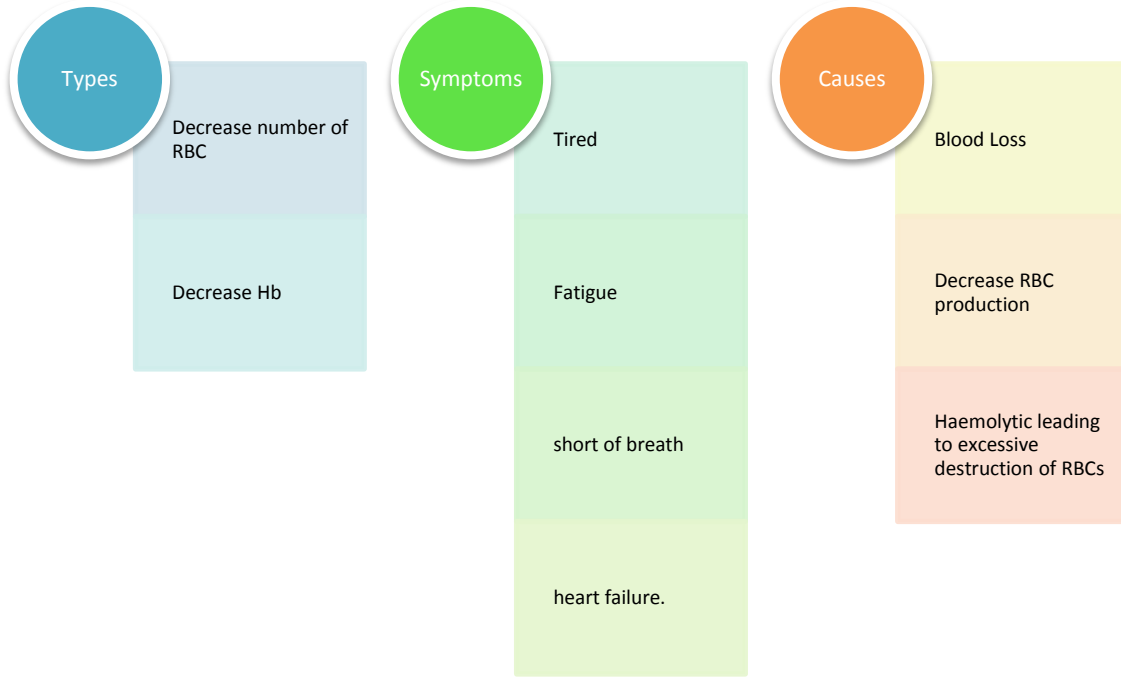 Types
Decrease number of
RBC
Decrease Hb
Symptoms
Tired
Fatigue
short of breath
heart failure.
Causes
Blood Loss
Decrease RBC
production
Haemolytic leading
to excessive
destruction of RBCs